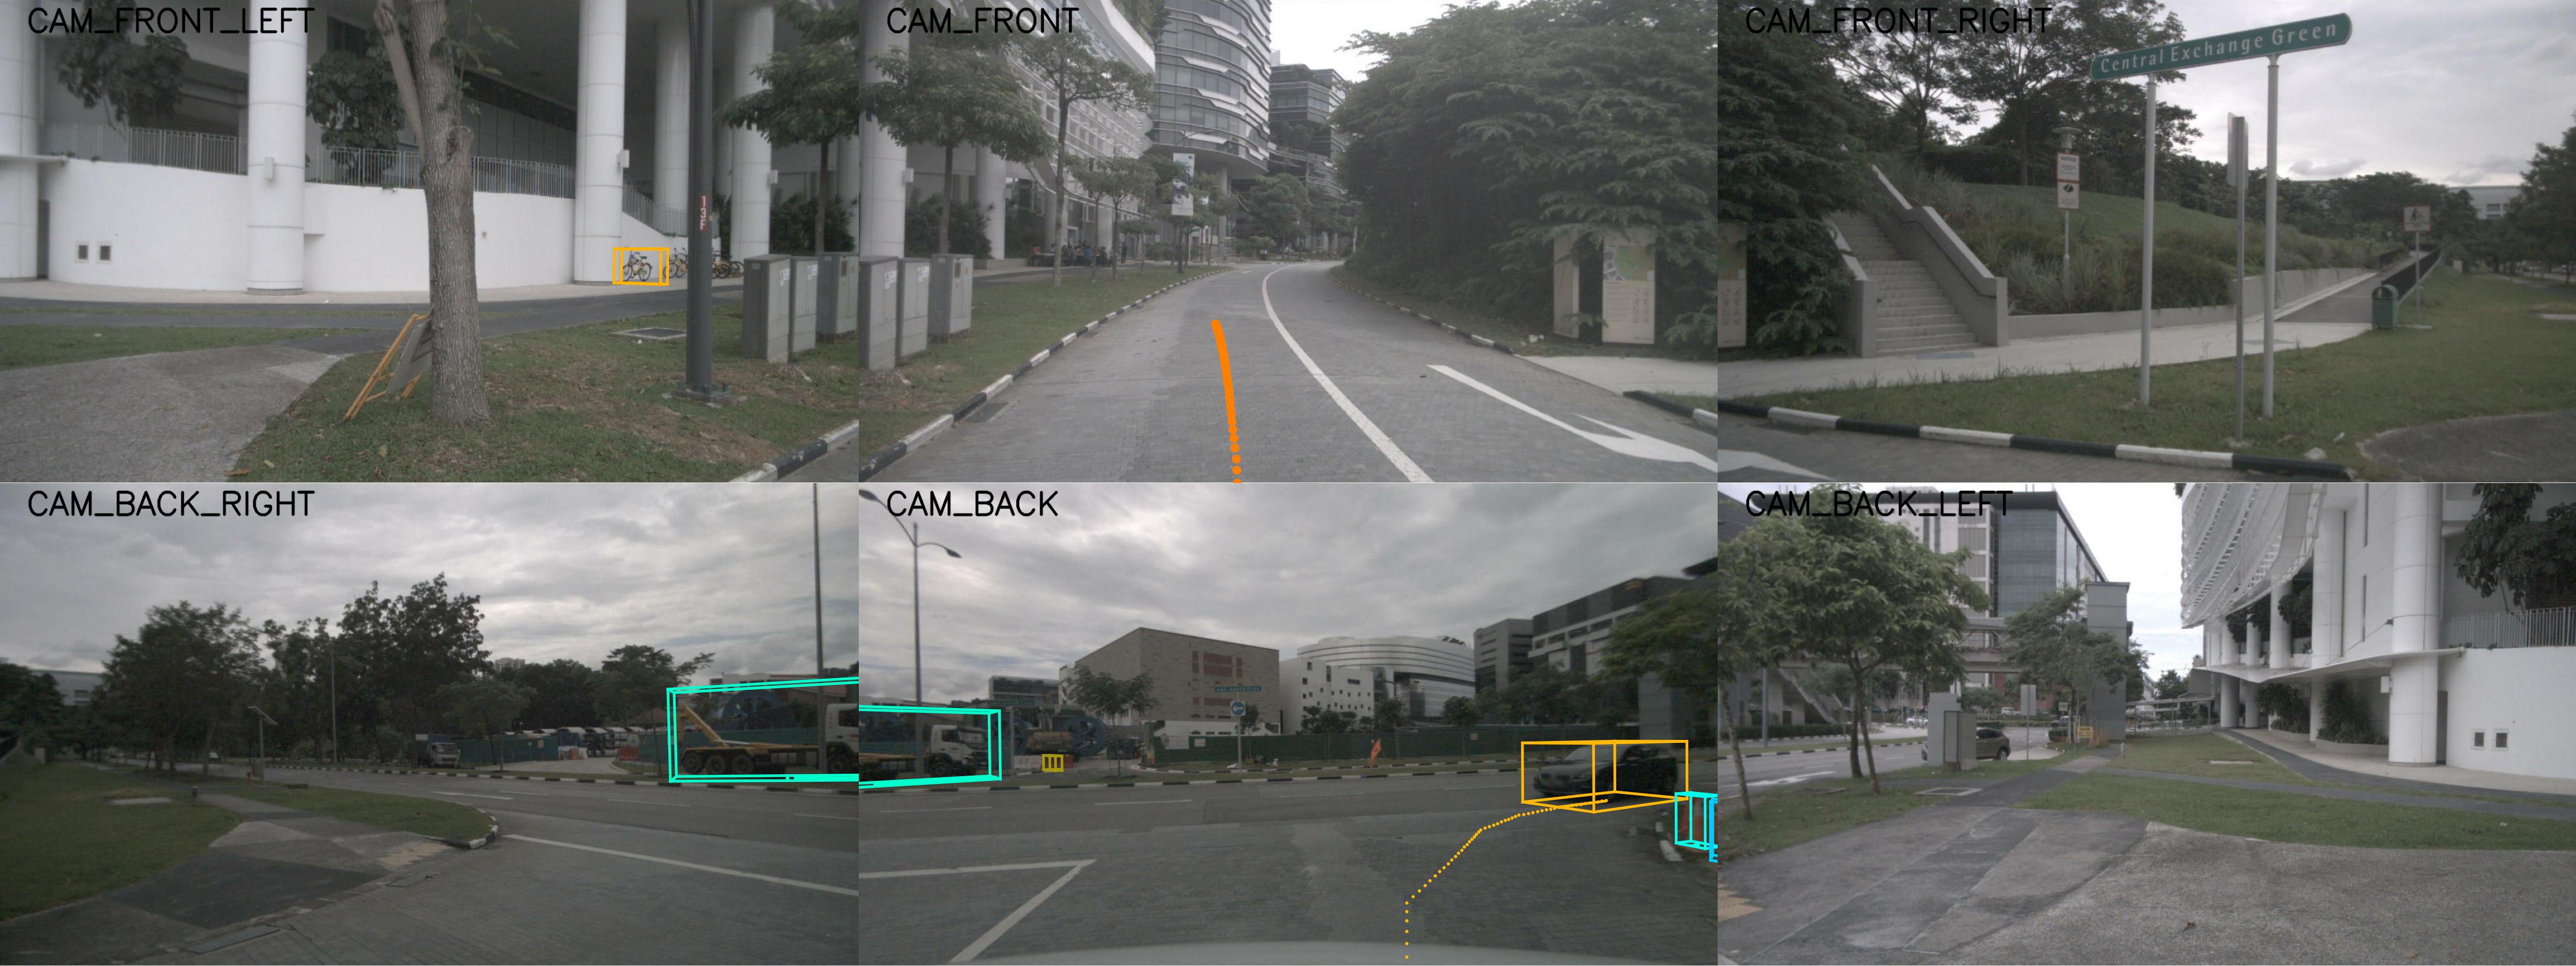 CAM_FRONT_LEFT
CAM_FRONT
CAM_FRONT_RIGHT
Central Exchange Green
CAM_BACK_RIGHT
CAM_BACK
CAM_BACK_LEFT